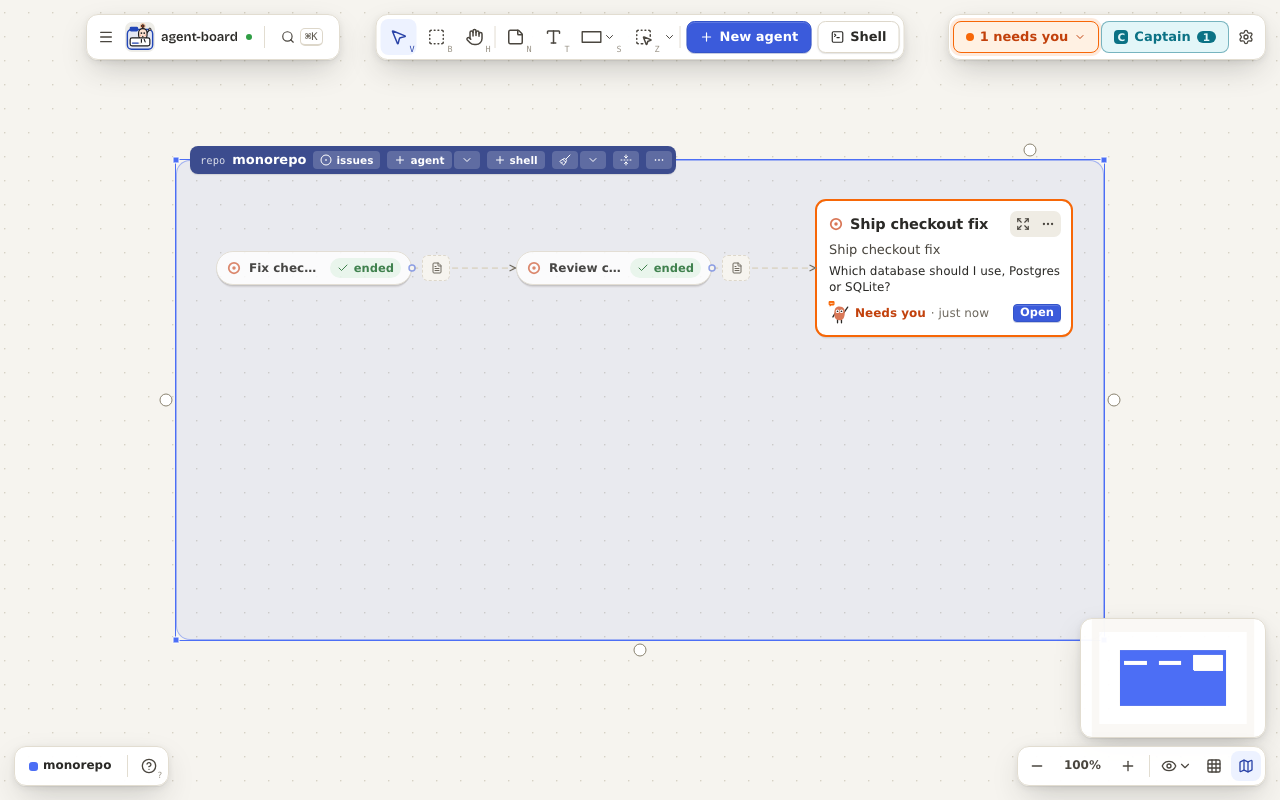 agent-board
⌘K
V
B
H
N
T
S
Z
+ New agent
Shell
1 needs you
C Captain 1
repo monorepo issues + agent + shell
Ship checkout fix
Ship checkout fix
Which database should I use, Postgres
or SQLite?
Needs you · just now Open
Fix chec... ended
Review c... ended
monorepo
?
100%